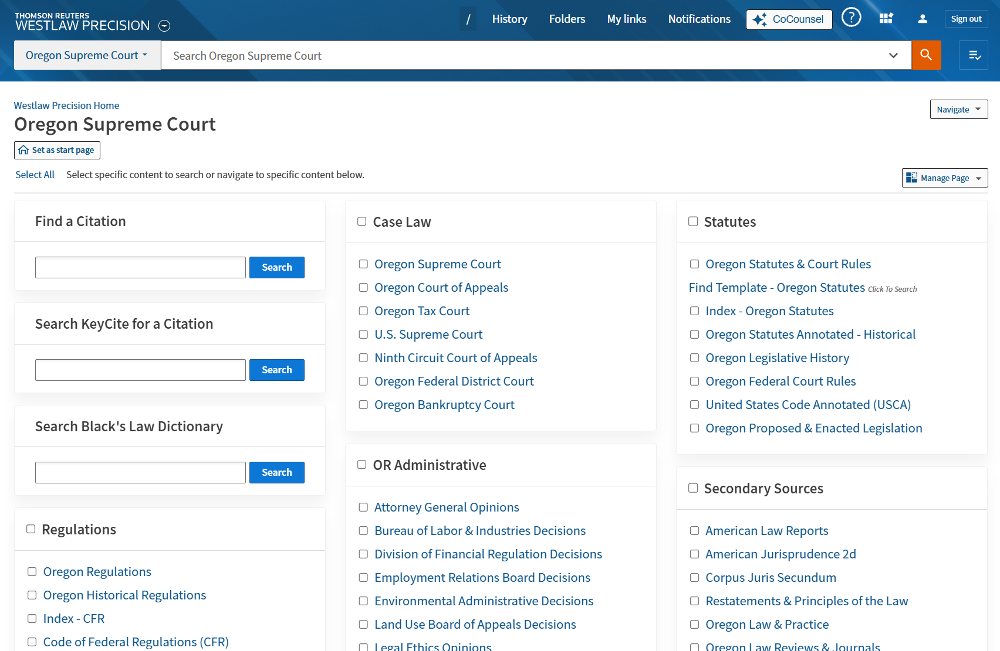 THOMSON REUTERS
WESTLAW PRECISION
/
History
Folders
My links
Notifications
CoCounsel
?
Sign out
Oregon Supreme Court
Search Oregon Supreme Court
Westlaw Precision Home
Navigate
Oregon Supreme Court
Set as start page
Select All
Select specific content to search or navigate to specific content below.
Manage Page
Find a Citation
Search
Search KeyCite for a Citation
Search
Search Black's Law Dictionary
Search
Regulations
Oregon Regulations
Oregon Historical Regulations
Index - CFR
Code of Federal Regulations (CFR)
Case Law
Oregon Supreme Court
Oregon Court of Appeals
Oregon Tax Court
U.S. Supreme Court
Ninth Circuit Court of Appeals
Oregon Federal District Court
Oregon Bankruptcy Court
OR Administrative
Attorney General Opinions
Bureau of Labor & Industries Decisions
Division of Financial Regulation Decisions
Employment Relations Board Decisions
Environmental Administrative Decisions
Land Use Board of Appeals Decisions
Legal Ethics Opinions
Statutes
Oregon Statutes & Court Rules
Find Template - Oregon Statutes Click To Search
Index - Oregon Statutes
Oregon Statutes Annotated - Historical
Oregon Legislative History
Oregon Federal Court Rules
United States Code Annotated (USCA)
Oregon Proposed & Enacted Legislation
Secondary Sources
American Law Reports
American Jurisprudence 2d
Corpus Juris Secundum
Restatements & Principles of the Law
Oregon Law & Practice
Oregon Law Reviews & Journals